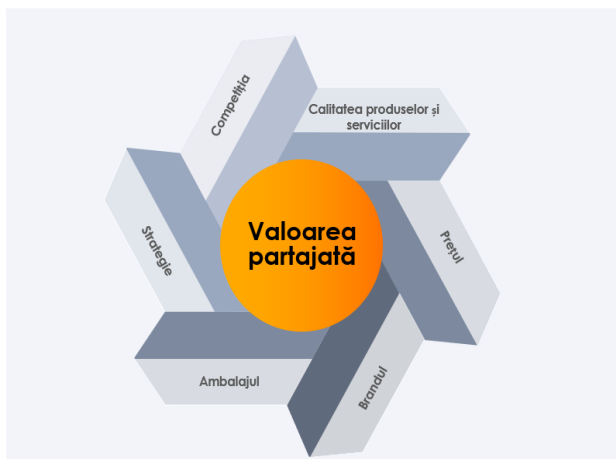 Competiția
Calitatea produselor și
serviciilor
Valoarea
partajată
Prețul
Strategie
Ambalajul
Brandul